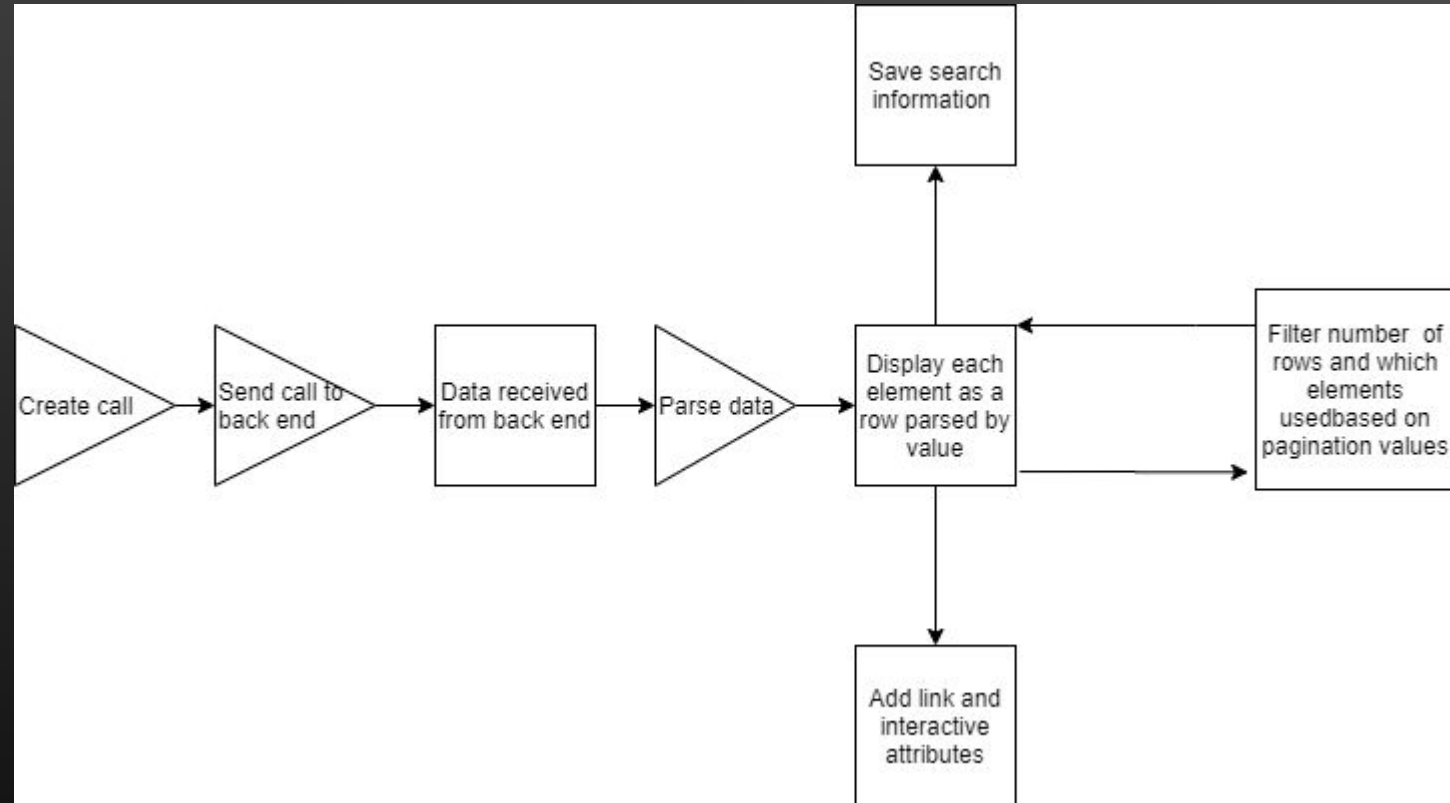 Save search
information
Create call
Send call to
back end
Data received
from back end
Parse data
Display each
element as a
row parsed by
value
Filter number of
rows and which
elements
usedbased on
pagination values
Add link and
interactive
attributes